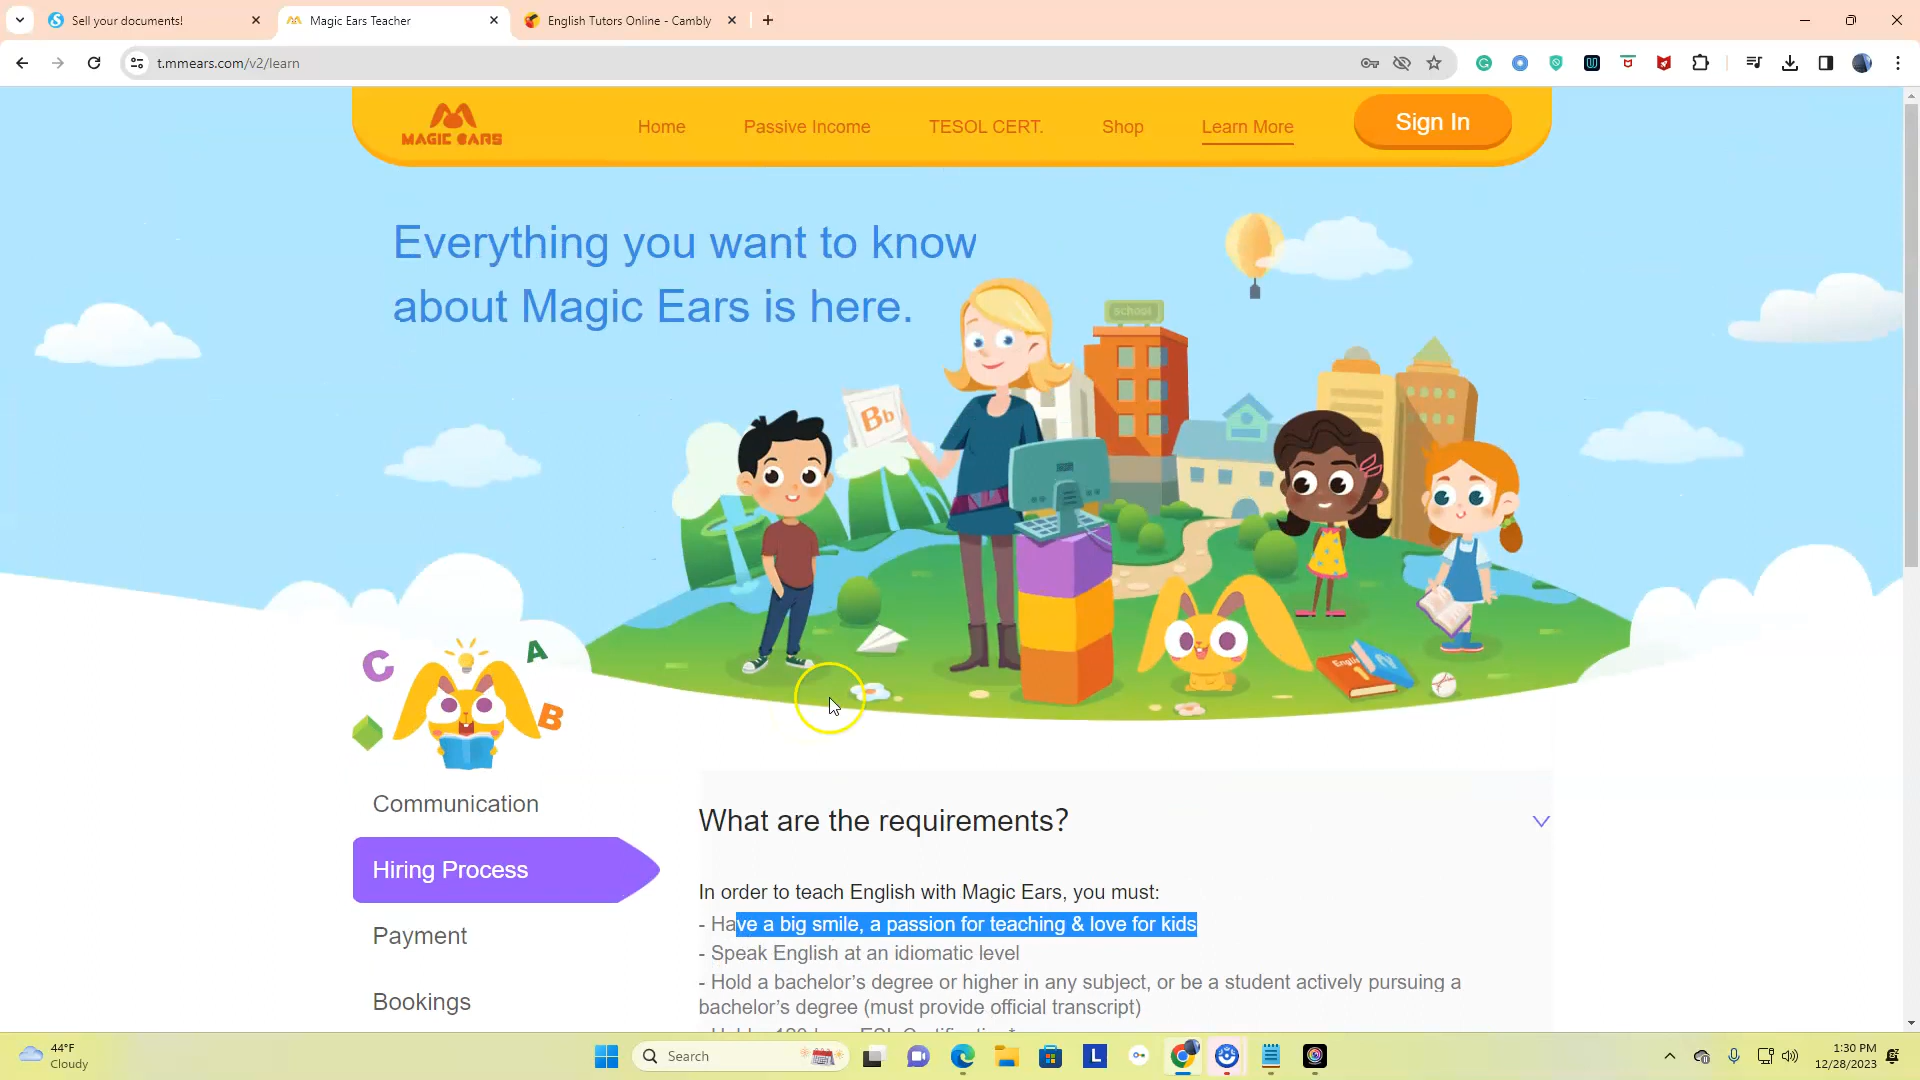 Sell your documents!
Magic Ears Teacher
English Tutors Online - Cambly
t.mmears.com/v2/learn
MAGIC EARS
Home
Passive Income
TESOL CERT.
Shop
Learn More
Sign In
Everything you want to know
about Magic Ears is here.
school
Bb
English
C
A
B
Communication
Hiring Process
Payment
Bookings
What are the requirements?
In order to teach English with Magic Ears, you must:
- Have a big smile, a passion for teaching & love for kids
- Speak English at an idiomatic level
- Hold a bachelor’s degree or higher in any subject, or be a student actively pursuing a
bachelor’s degree (must provide official transcript)
44°F
Cloudy
Search
L
1:30 PM
12/28/2023